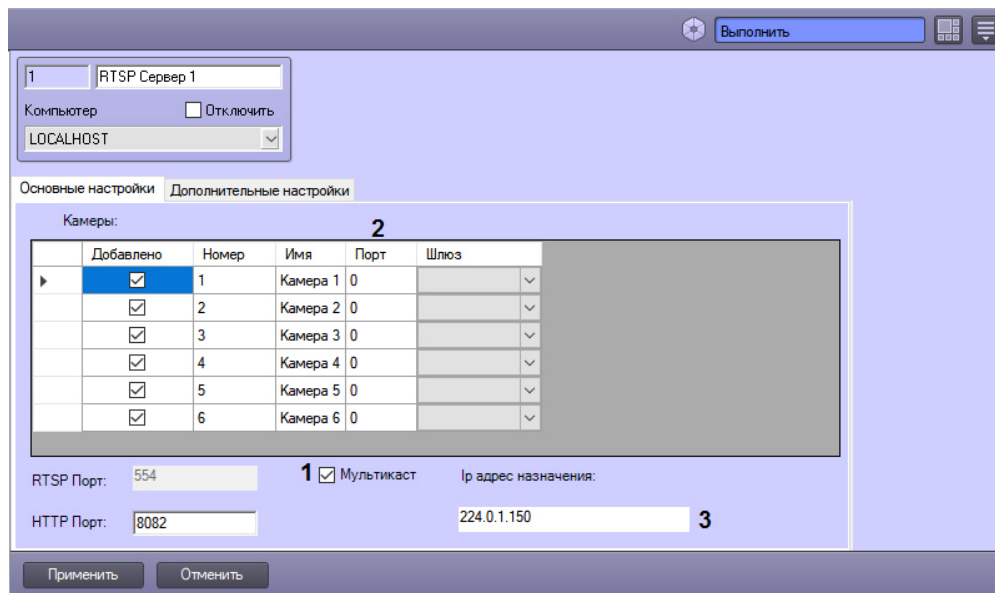 Выполнить
1 RTSP Сервер 1
Компьютер Отключить
LOCALHOST
Основные настройки Дополнительные настройки
Камеры: 2
Добавлено Номер Имя Порт Шлюз
1 Камера 1 0
2 Камера 2 0
3 Камера 3 0
4 Камера 4 0
5 Камера 5 0
6 Камера 6 0
RTSP Порт: 554 1 Мультикаст Ip адрес назначения:
HTTP Порт: 8082 224.0.1.150 3
Применить Отменить